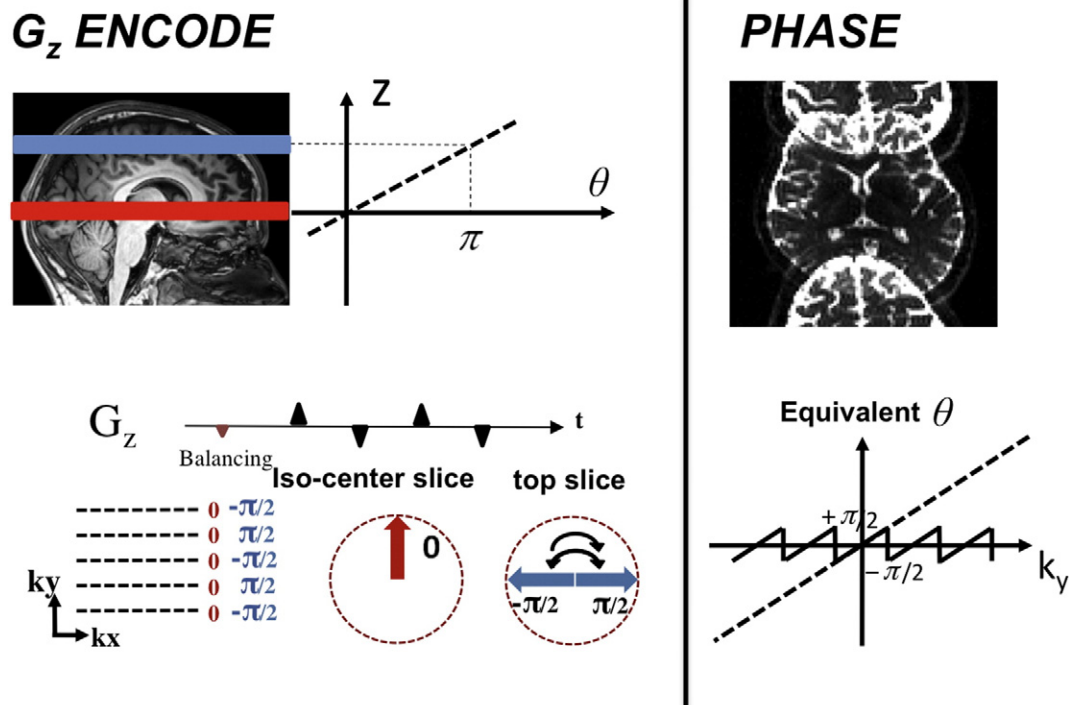 Gz ENCODE
Z
θ
π
Gz
t
Balancing
Iso-center slice
top slice
0 -π/2
0 π/2
0 -π/2
0 π/2
0 -π/2
ky
kx
0
-π/2 π/2
PHASE
Equivalent θ
+π/2
-π/2
ky